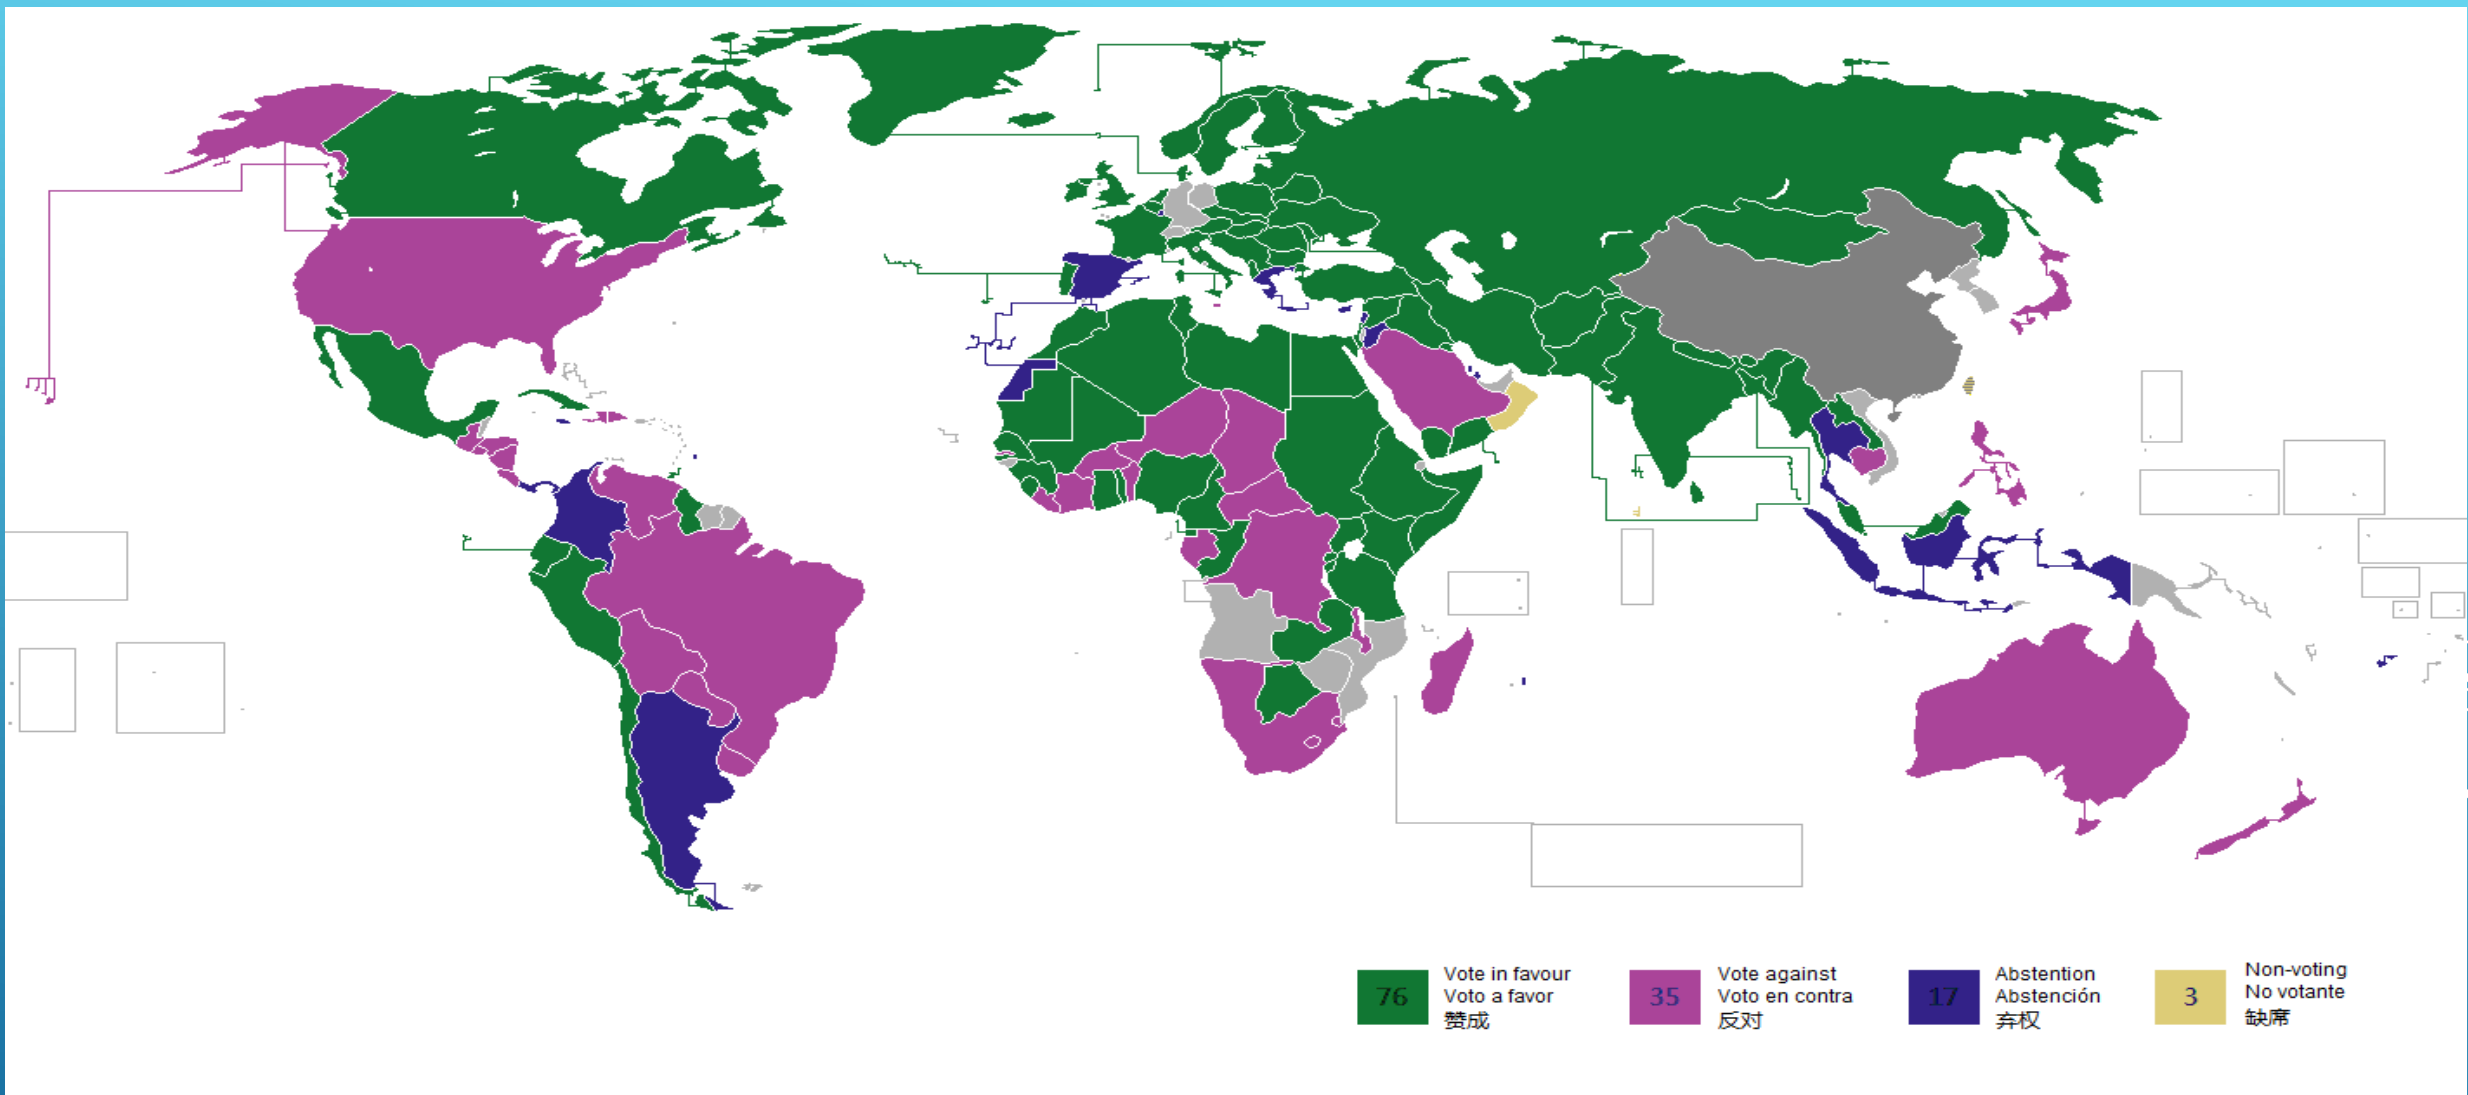 76
Vote in favour
Voto a favor
赞成
35
Vote against
Voto en contra
反对
17
Abstention
Abstención
弃权
3
Non-voting
No votante
缺席